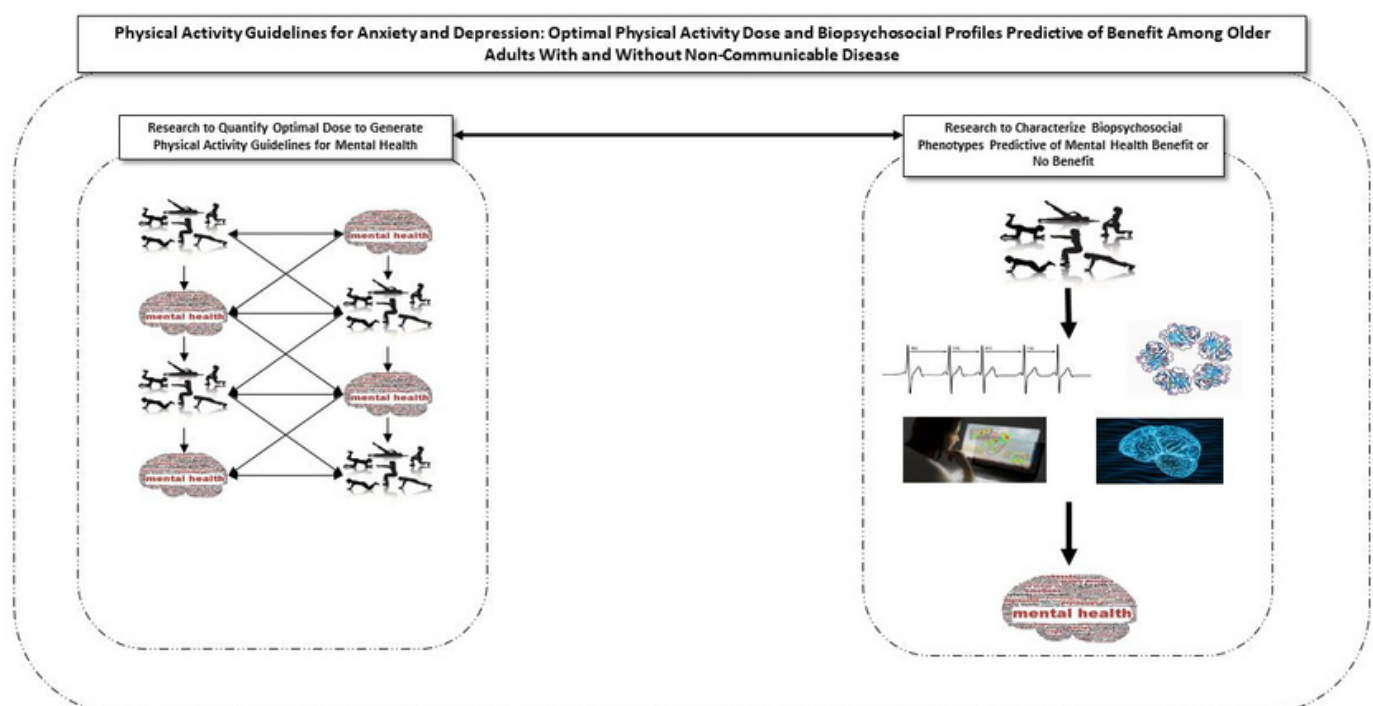 Physical Activity Guidelines for Anxiety and Depression: Optimal Physical Activity Dose and Biopsychosocial Profiles Predictive of Benefit Among Older
Adults With and Without Non-Communicable Disease
Research to Quantify Optimal Dose to Generate
Physical Activity Guidelines for Mental Health
Research to Characterize Biopsychosocial
Phenotypes Predictive of Mental Health Benefit or
No Benefit
mental health
mental health
mental health
mental health
mental health